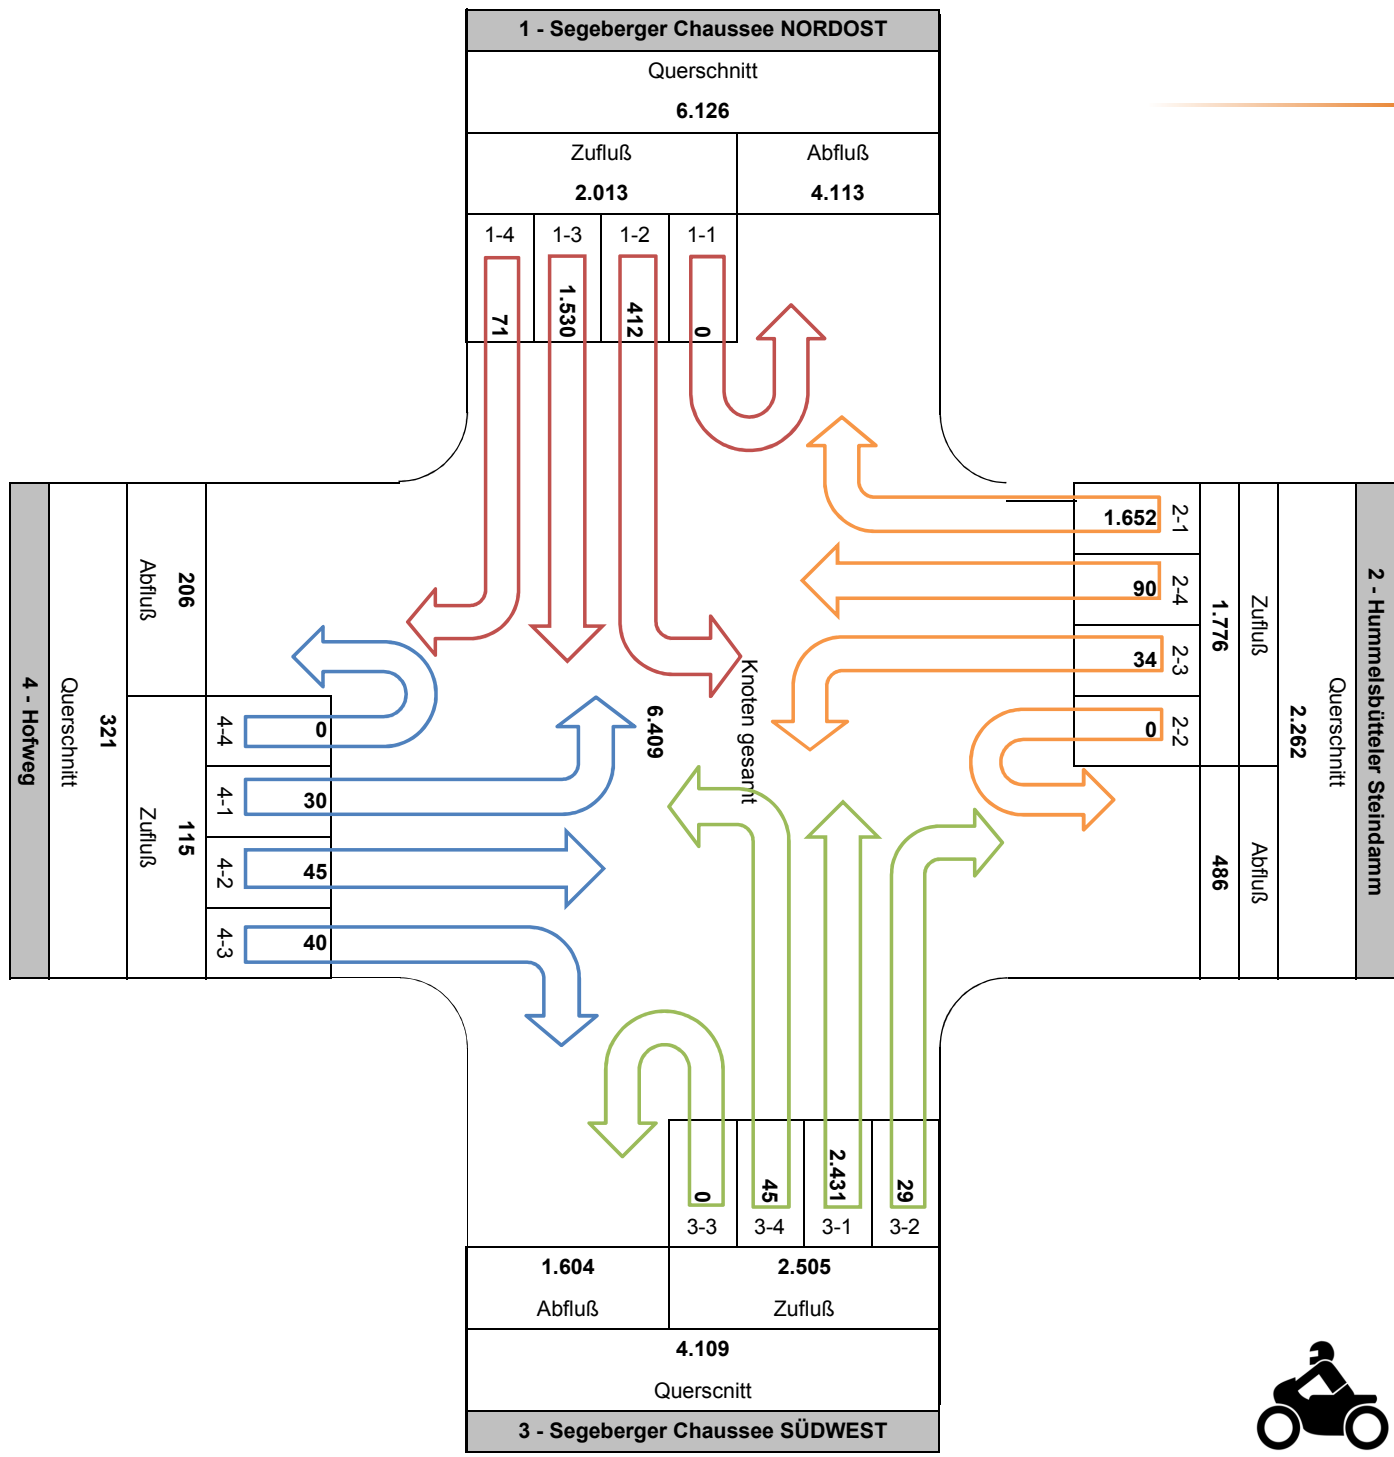 1 - Segeberger Chaussee NORDOST
Querschnitt
6.126
Zufluß Abfluß
2.013 4.113
1-4 1-3 1-2 1-1
71 1.530 412 0
2 - Hummelsbütteler Steindamm
Querschnitt
2.262
Zufluß Abfluß
1.776 486
2-1 2-4 2-3 2-2
1.652 90 34 0
Knoten gesamt
6.409
206 115
Abfluß Zufluß
4-4 4-1 4-2 4-3
0 30 45 40
321
Querschnitt
4 - Hofweg
0 45 2.431 29
3-3 3-4 3-1 3-2
1.604 2.505
Abfluß Zufluß
4.109
Querscnitt
3 - Segeberger Chaussee SÜDWEST